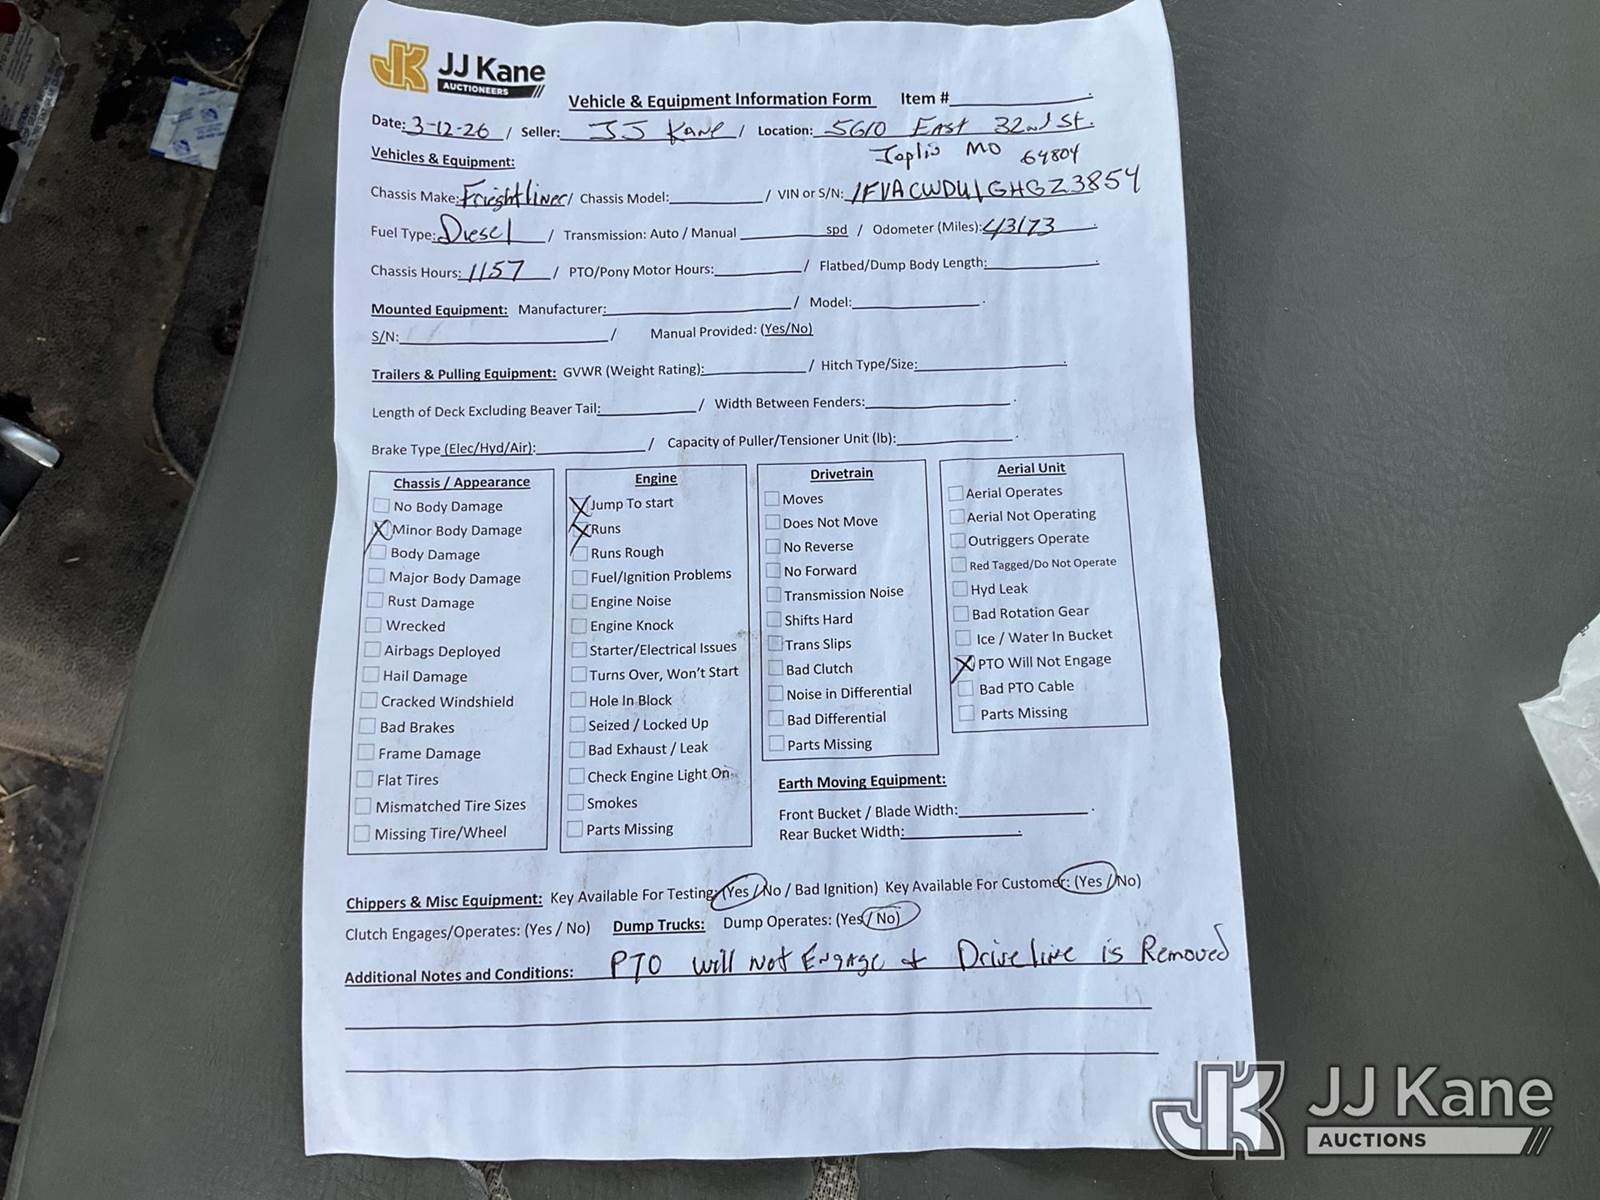 JJ Kane
AUCTIONEERS
Vehicle & Equipment Information Form Item #
Date: 3-12-26 / Seller: JJ Kane / Location: 5610 East 32nd St.
Joplin MO 64804
Vehicles & Equipment:
Chassis Make: Freightliner / Chassis Model: / VIN or S/N: 1FVACWDU1GHGZ3854
Fuel Type: Diesel / Transmission: Auto / Manual spd / Odometer (Miles): 43173
Chassis Hours: 1157 / PTO/Pony Motor Hours: / Flatbed/Dump Body Length:
Mounted Equipment: Manufacturer: / Model:
S/N: / Manual Provided: (Yes/No)
Trailers & Pulling Equipment: GVWR (Weight Rating): / Hitch Type/Size:
Length of Deck Excluding Beaver Tail: / Width Between Fenders:
Brake Type (Elec/Hyd/Air): / Capacity of Puller/Tensioner Unit (lb):
Chassis / Appearance
No Body Damage
X Minor Body Damage
Body Damage
Major Body Damage
Rust Damage
Wrecked
Airbags Deployed
Hail Damage
Cracked Windshield
Bad Brakes
Frame Damage
Flat Tires
Mismatched Tire Sizes
Missing Tire/Wheel
Engine
X Jump To start
X Runs
Runs Rough
Fuel/Ignition Problems
Engine Noise
Engine Knock
Starter/Electrical Issues
Turns Over, Won't Start
Hole In Block
Seized / Locked Up
Bad Exhaust / Leak
Check Engine Light On
Smokes
Parts Missing
Drivetrain
Moves
Does Not Move
No Reverse
No Forward
Transmission Noise
Shifts Hard
Trans Slips
Bad Clutch
Noise in Differential
Bad Differential
Parts Missing
Aerial Unit
Aerial Operates
Aerial Not Operating
Outriggers Operate
Red Tagged/Do Not Operate
Hyd Leak
Bad Rotation Gear
Ice / Water In Bucket
X PTO Will Not Engage
Bad PTO Cable
Parts Missing
Earth Moving Equipment:
Front Bucket / Blade Width:
Rear Bucket Width:
Chippers & Misc Equipment: Key Available For Testing: (Yes / No / Bad Ignition) Key Available For Customer: (Yes / No)
Clutch Engages/Operates: (Yes / No) Dump Trucks: Dump Operates: (Yes / No)
Additional Notes and Conditions: PTO will not Engage + Driveline is Removed
JJ Kane
AUCTIONS